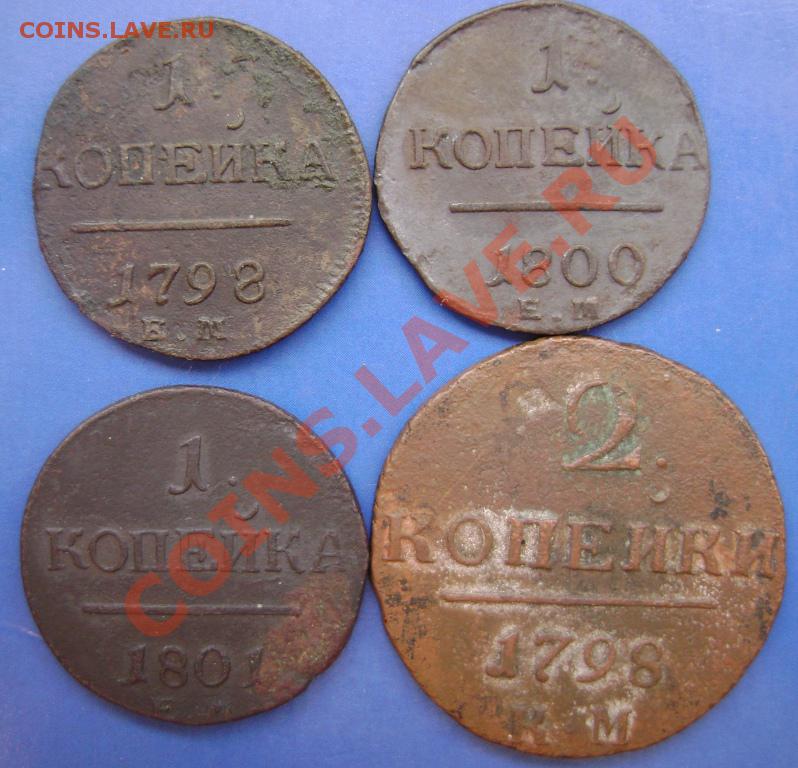 COINS.LAVE.RU
1.
КОПЕЙКА
1798
Е.М
1.
КОПЕЙКА
1800
Е.М
1.
КОПЕЙКА
1801
2.
КОПЕЙКИ
1798
К М
COINS.LAVE.RU